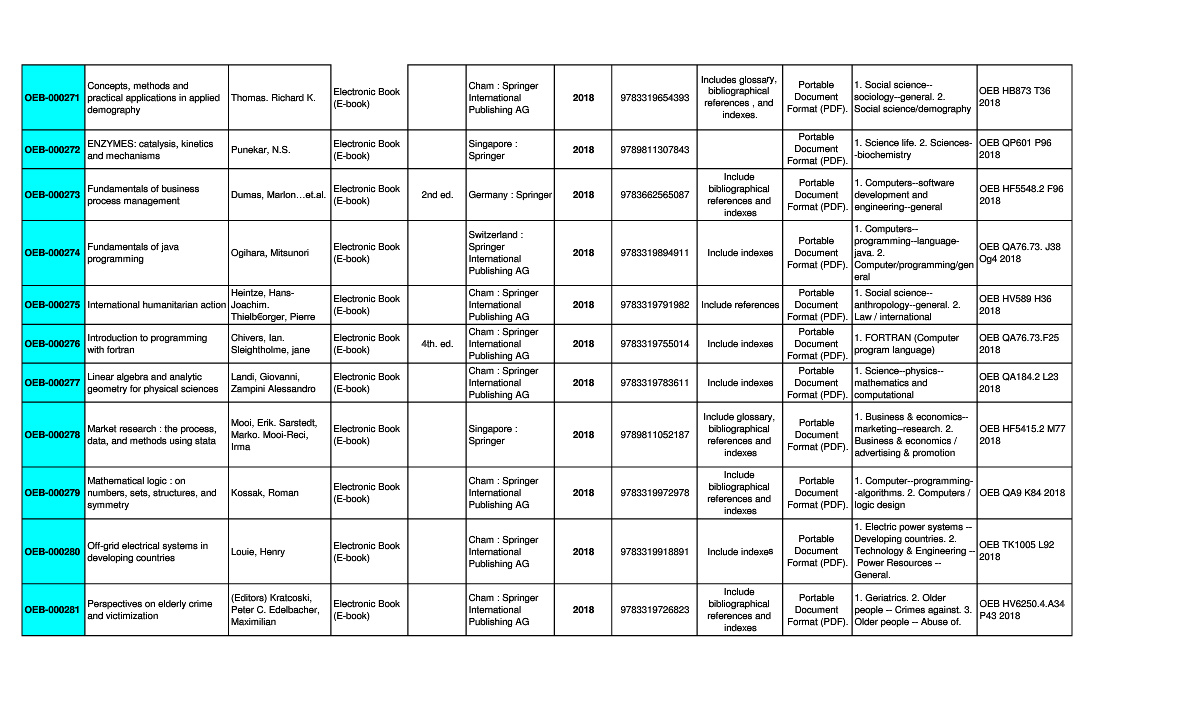 OEB-000271
Concepts, methods and
practical applications in applied
demography
Thomas. Richard K.
Electronic Book
(E-book)
Cham : Springer
International
Publishing AG
2018
9783319654393
Includes glossary,
bibliographical
references , and
indexes.
Portable
Document
Format (PDF).
1. Social science--
sociology--general. 2.
Social science/demography
OEB HB873 T36
2018
OEB-000272
ENZYMES: catalysis, kinetics
and mechanisms
Punekar, N.S.
Electronic Book
(E-book)
Singapore :
Springer
2018
9789811307843
Portable
Document
Format (PDF).
1. Science life. 2. Sciences-
-biochemistry
OEB QP601 P96
2018
OEB-000273
Fundamentals of business
process management
Dumas, Marlon...et.al.
Electronic Book
(E-book)
2nd ed.
Germany : Springer
2018
9783662565087
Include
bibliographical
references and
indexes
Portable
Document
Format (PDF).
1. Computers--software
development and
engineering--general
OEB HF5548.2 F96
2018
OEB-000274
Fundamentals of java
programming
Ogihara, Mitsunori
Electronic Book
(E-book)
Switzerland :
Springer
International
Publishing AG
2018
9783319894911
Include indexes
Portable
Document
Format (PDF).
1. Computers--
programming--language-
java. 2.
Computer/programming/gen
eral
OEB QA76.73. J38
Og4 2018
OEB-000275
International humanitarian action
Heintze, Hans-
Joachim.
Thielb€orger, Pierre
Electronic Book
(E-book)
Cham : Springer
International
Publishing AG
2018
9783319791982
Include references
Portable
Document
Format (PDF).
1. Social science--
anthropology--general. 2.
Law / international
OEB HV589 H36
2018
OEB-000276
Introduction to programming
with fortran
Chivers, Ian.
Sleightholme, jane
Electronic Book
(E-book)
4th. ed.
Cham : Springer
International
Publishing AG
2018
9783319755014
Include indexes
Portable
Document
Format (PDF).
1. FORTRAN (Computer
program language)
OEB QA76.73.F25
2018
OEB-000277
Linear algebra and analytic
geometry for physical sciences
Landi, Giovanni,
Zampini Alessandro
Electronic Book
(E-book)
Cham : Springer
International
Publishing AG
2018
9783319783611
Include indexes
Portable
Document
Format (PDF).
1. Science--physics--
mathematics and
computational
OEB QA184.2 L23
2018
OEB-000278
Market research : the process,
data, and methods using stata
Mooi, Erik. Sarstedt,
Marko. Mooi-Reci,
Irma
Electronic Book
(E-book)
Singapore :
Springer
2018
9789811052187
Include glossary,
bibliographical
references and
indexes
Portable
Document
Format (PDF).
1. Business & economics--
marketing--research. 2.
Business & economics /
advertising & promotion
OEB HF5415.2 M77
2018
OEB-000279
Mathematical logic : on
numbers, sets, structures, and
symmetry
Kossak, Roman
Electronic Book
(E-book)
Cham : Springer
International
Publishing AG
2018
9783319972978
Include
bibliographical
references and
indexes
Portable
Document
Format (PDF).
1. Computer--programming-
-algorithms. 2. Computers /
logic design
OEB QA9 K84 2018
OEB-000280
Off-grid electrical systems in
developing countries
Louie, Henry
Electronic Book
(E-book)
Cham : Springer
International
Publishing AG
2018
9783319918891
Include indexes
Portable
Document
Format (PDF).
1. Electric power systems --
Developing countries. 2.
Technology & Engineering --
Power Resources --
General.
OEB TK1005 L92
2018
OEB-000281
Perspectives on elderly crime
and victimization
(Editors) Kratcoski,
Peter C. Edelbacher,
Maximilian
Electronic Book
(E-book)
Cham : Springer
International
Publishing AG
2018
9783319726823
Include
bibliographical
references and
indexes
Portable
Document
Format (PDF).
1. Geriatrics. 2. Older
people -- Crimes against. 3.
Older people -- Abuse of.
OEB HV6250.4.A34
P43 2018